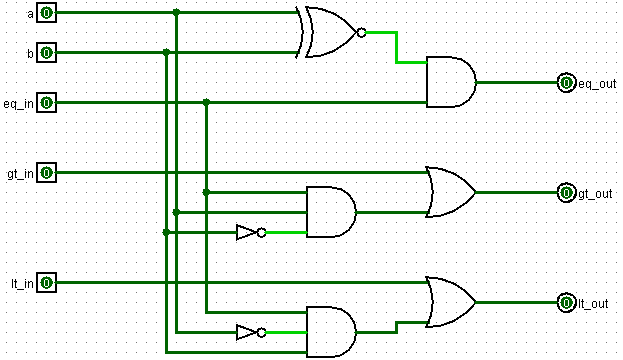 a 0
b 0
eq_in 0
0 eq_out
gt_in 0
0 gt_out
lt_in 0
0 lt_out